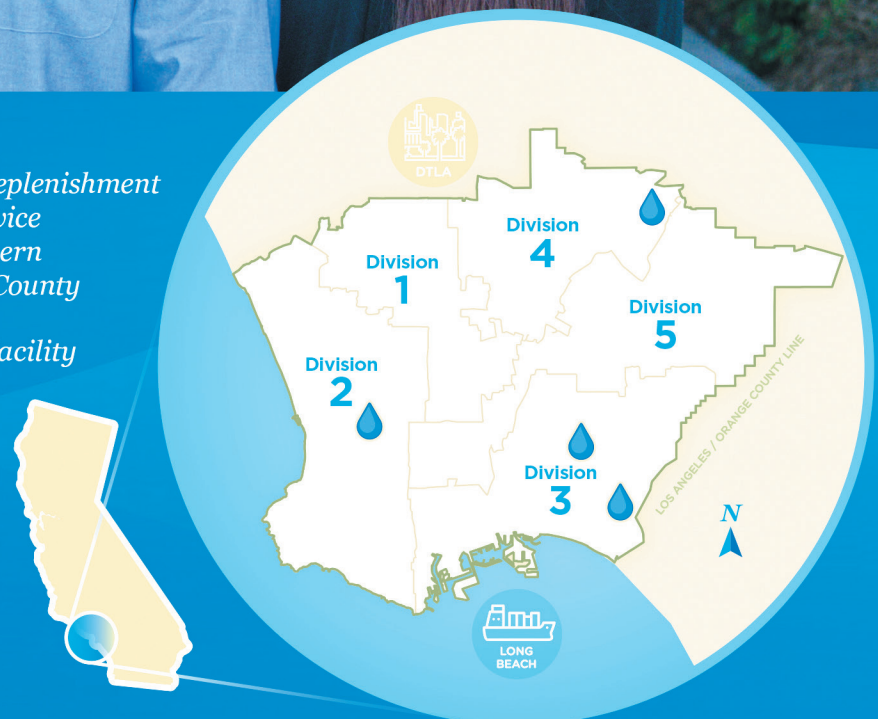 eplenishment
vice
ern
County
acility
DTLA
Division
4
Division
1
Division
5
Division
2
Division
3
LOS ANGELES / ORANGE COUNTY LINE
N
LONG
BEACH